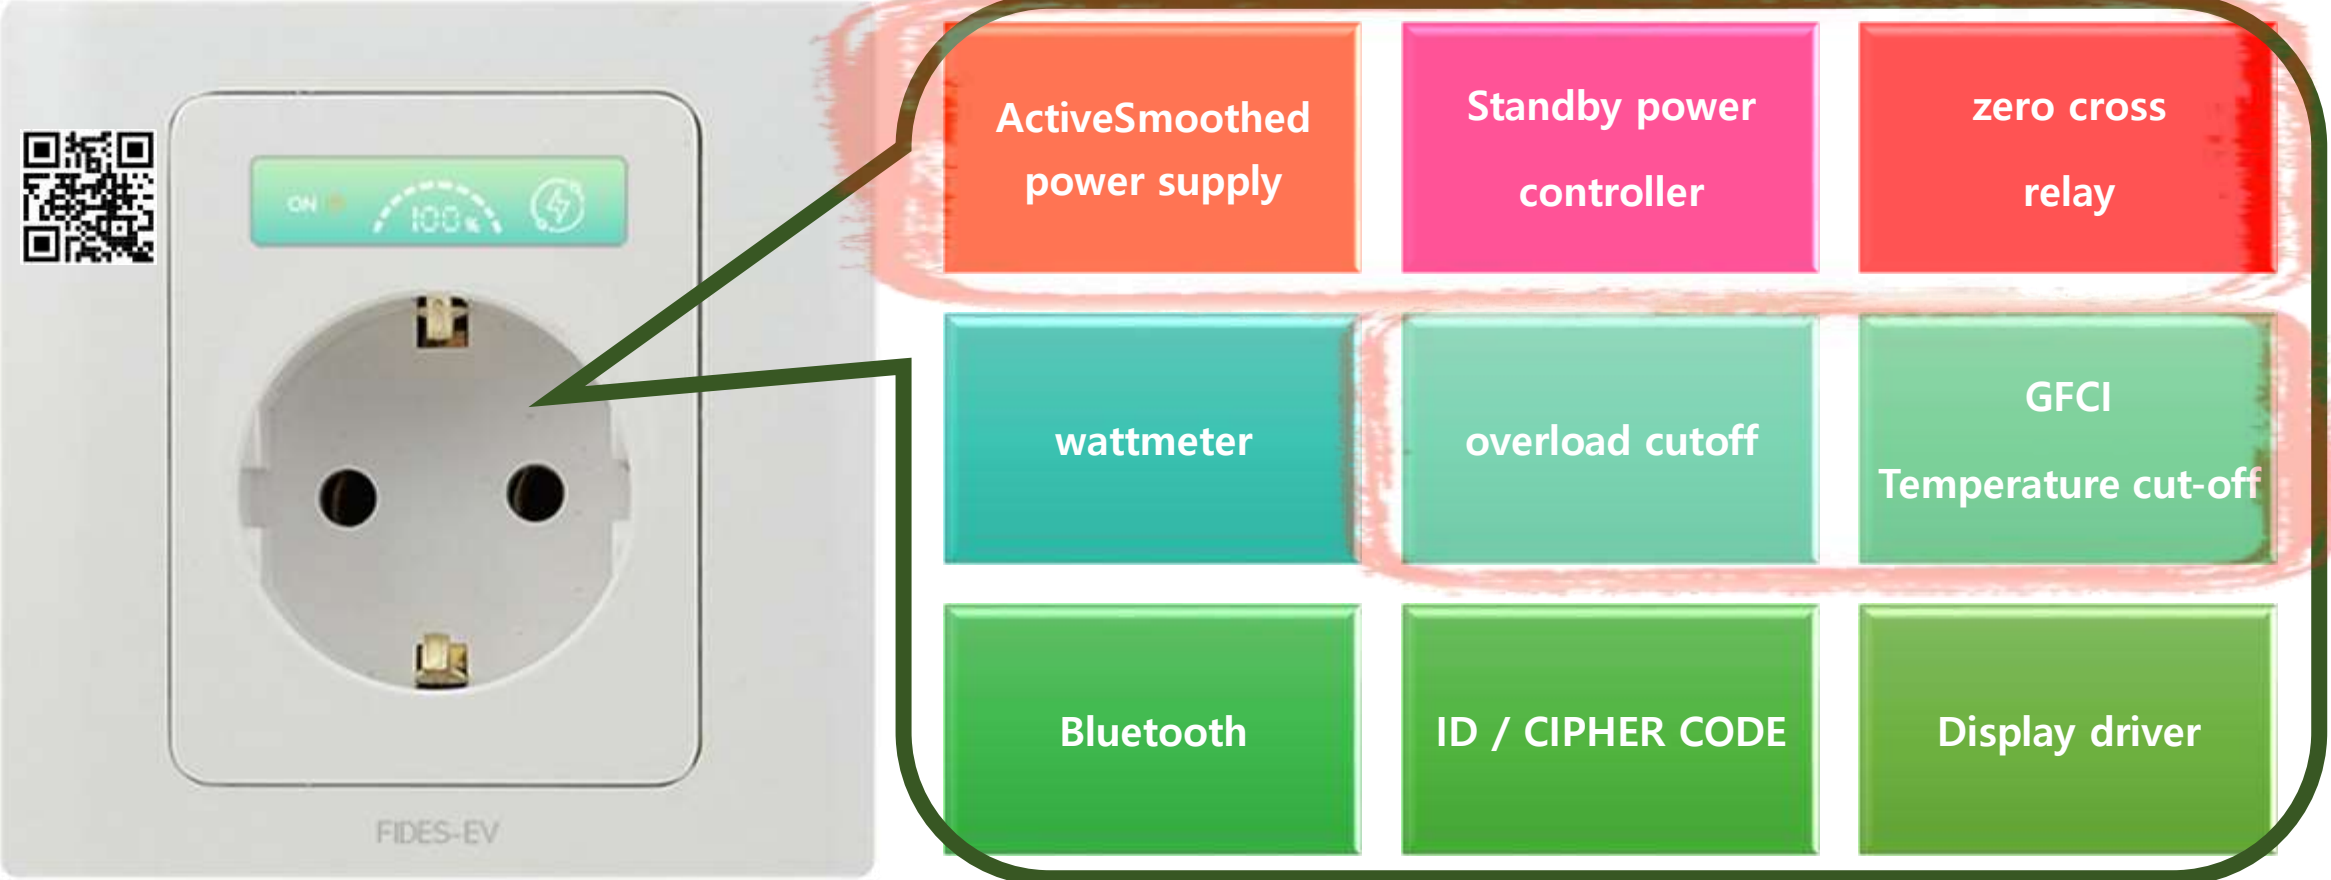 ON
100%
FIDES-EV
ActiveSmoothed
power supply
Standby power
controller
zero cross
relay
wattmeter
overload cutoff
GFCI
Temperature cut-off
Bluetooth
ID / CIPHER CODE
Display driver